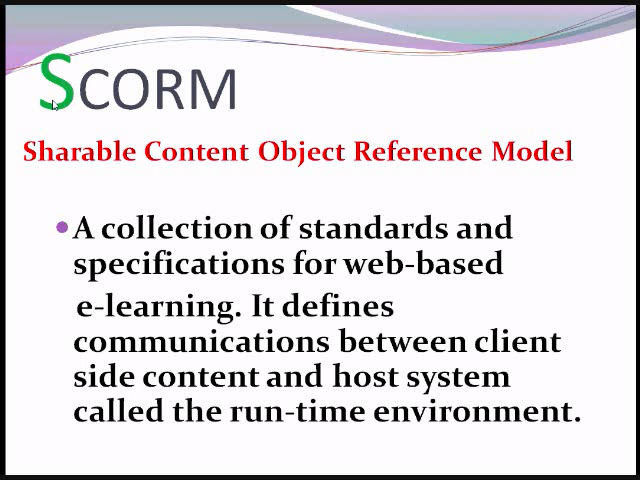 SCORM
Sharable Content Object Reference Model
•A collection of standards and
specifications for web-based
e-learning. It defines
communications between client
side content and host system
called the run-time environment.